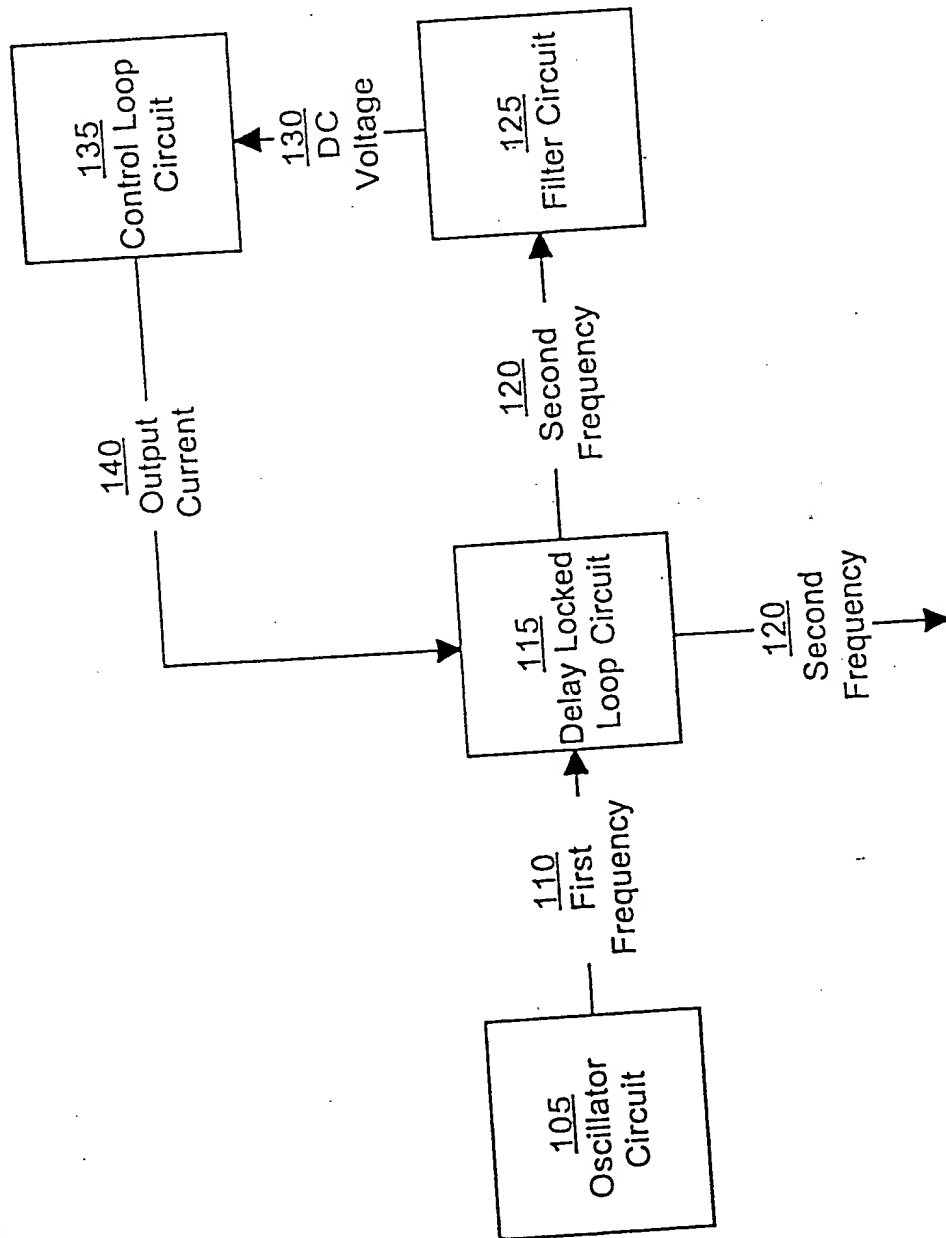 105
Oscillator
Circuit
110
First
Frequency
115
Delay Locked
Loop Circuit
120
Second
Frequency
120
Second
Frequency
125
Filter Circuit
130
DC
Voltage
135
Control Loop
Circuit
140
Output
Current